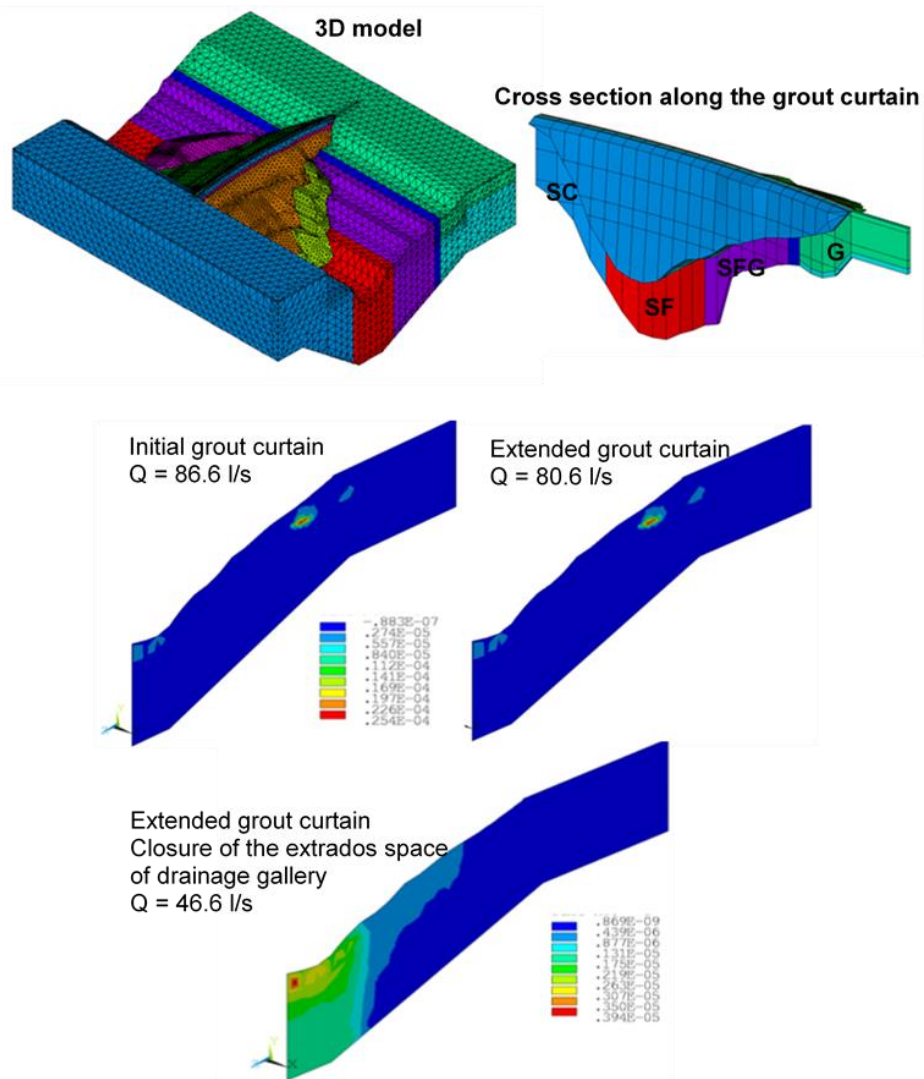 3D model
Cross section along the grout curtain
SC
SF
SFG
G
Initial grout curtain
Q = 86.6 l/s
Extended grout curtain
Q = 80.6 l/s
-.883E-07
.274E-05
.557E-05
.840E-05
.112E-04
.141E-04
.169E-04
.197E-04
.226E-04
.254E-04
Extended grout curtain
Closure of the extrados space
of drainage gallery
Q = 46.6 l/s
.869E-09
.439E-06
.877E-06
.131E-05
.175E-05
.219E-05
.263E-05
.307E-05
.350E-05
.394E-05